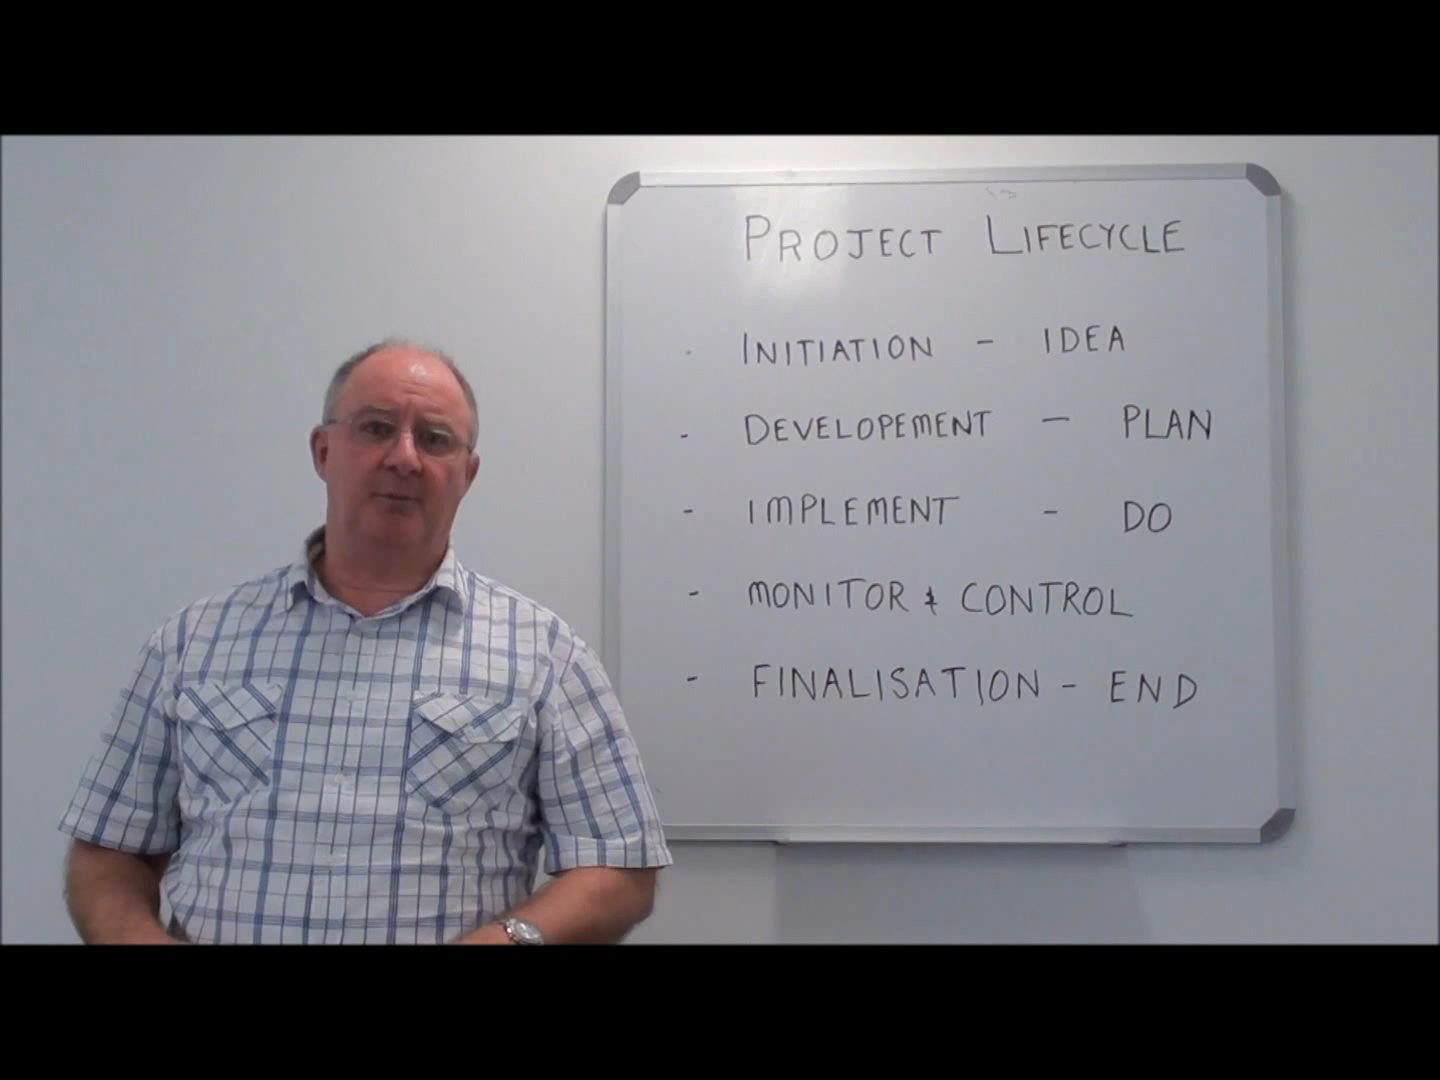 PROJECT LIFECYCLE
- INITIATION - IDEA
- DEVELOPEMENT - PLAN
- IMPLEMENT - DO
- MONITOR & CONTROL
- FINALISATION - END